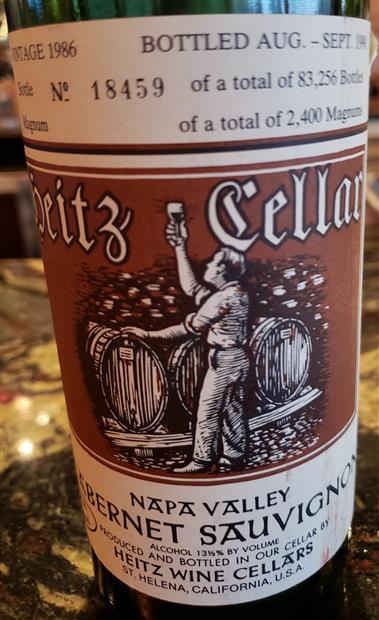 VINTAGE 1986 BOTTLED AUG. – SEPT.
Bottle Nº 18459 of a total of 83,256 Bottles
Magnum of a total of 2,400 Magnums
Heitz Cellar
NAPA VALLEY
CABERNET SAUVIGNON
ALCOHOL 13½% BY VOLUME
PRODUCED AND BOTTLED IN OUR CELLAR BY
HEITZ WINE CELLARS
ST. HELENA, CALIFORNIA, U.S.A.